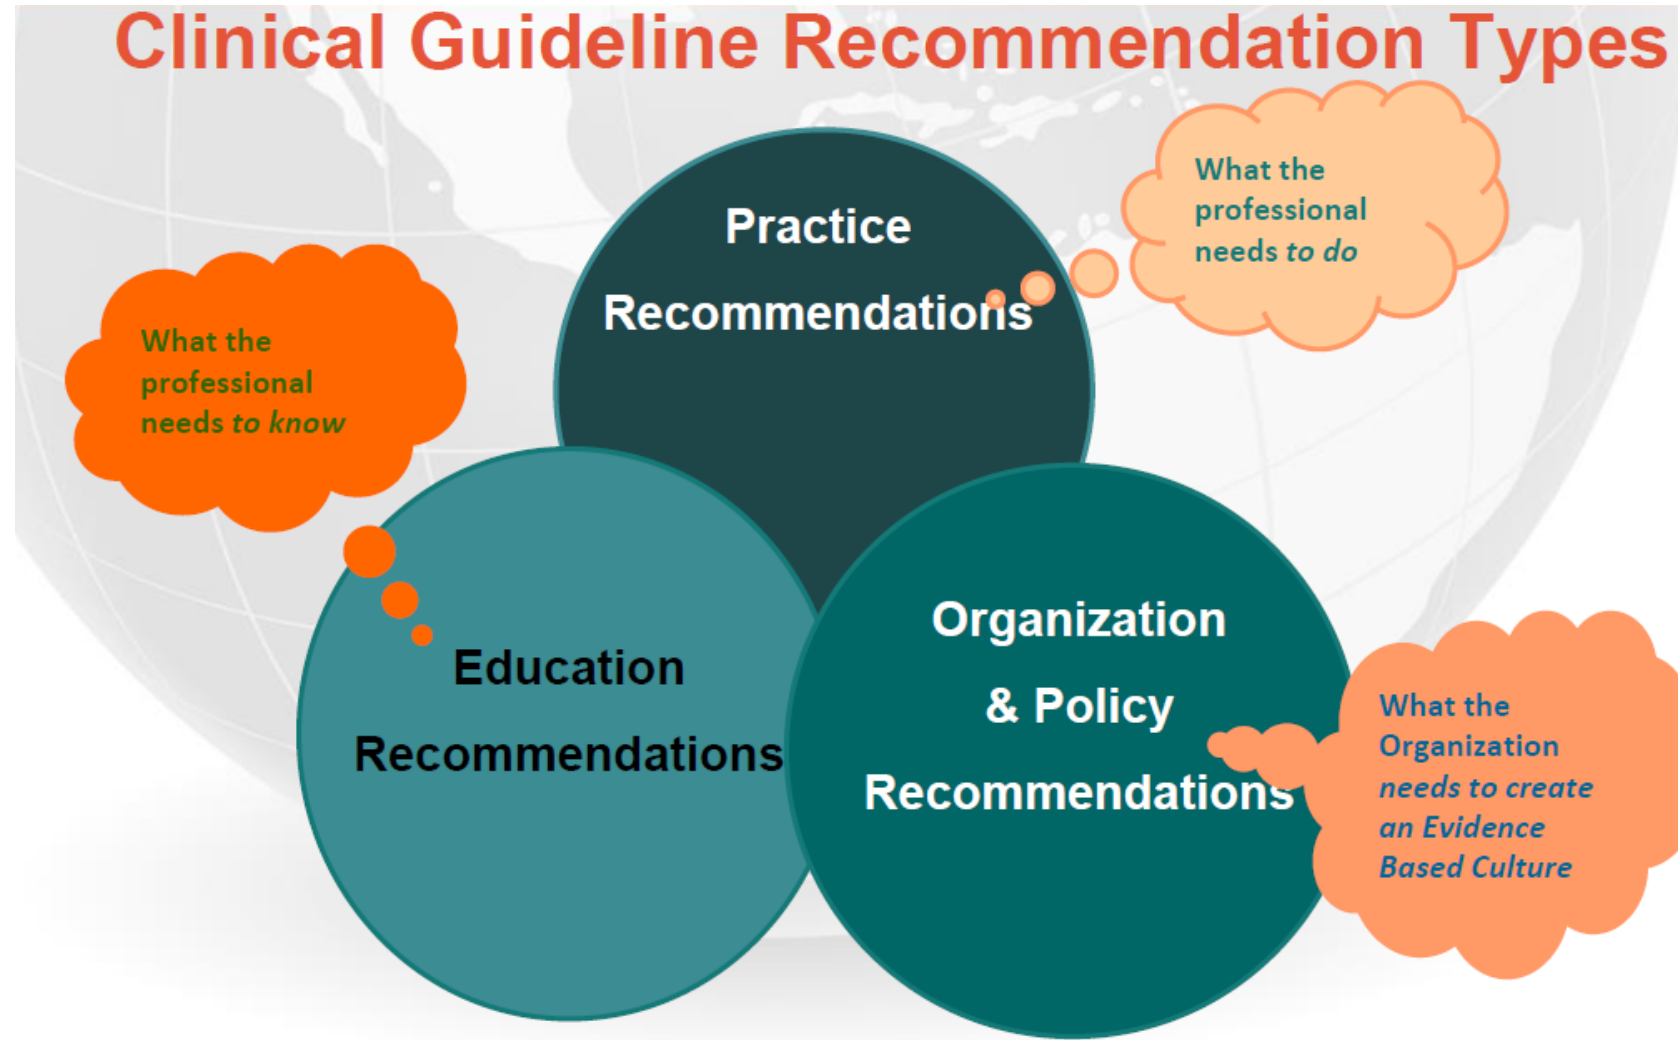 Clinical Guideline Recommendation Types
Practice
Recommendations
What the
professional
needs to do
What the
professional
needs to know
Education
Recommendations
Organization
& Policy
Recommendations
What the
Organization
needs to create
an Evidence
Based Culture